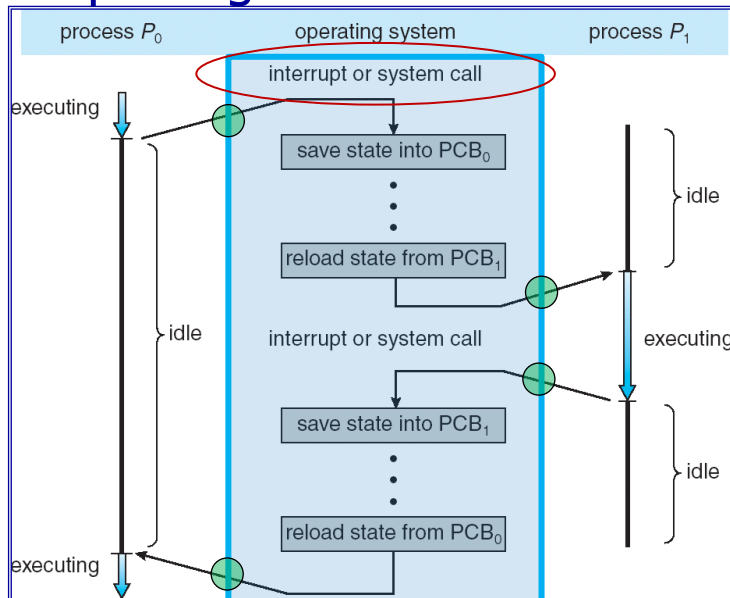 process P0 operating system process P1
interrupt or system call
executing
save state into PCB0
idle
reload state from PCB1
idle
interrupt or system call
executing
save state into PCB1
idle
reload state from PCB0
executing